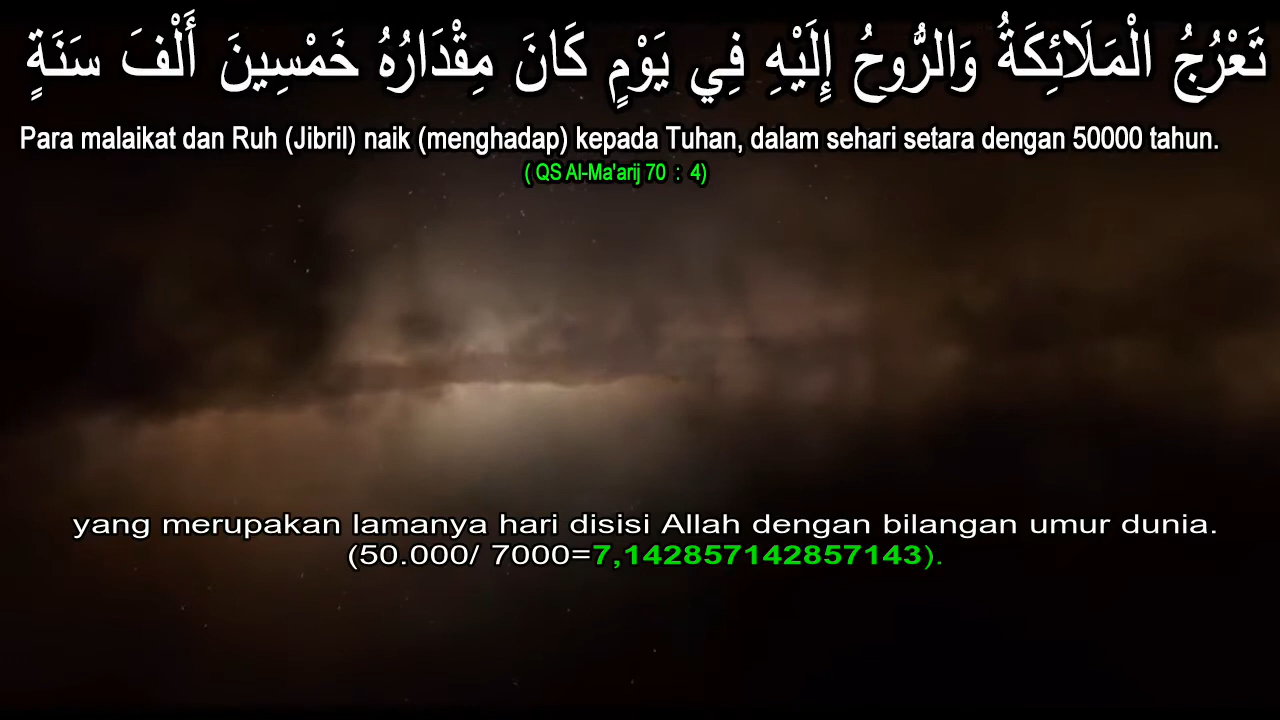 تَعْرُجُ الْمَلَائِكَةُ وَالرُّوحُ إِلَيْهِ فِي يَوْمٍ كَانَ مِقْدَارُهُ خَمْسِينَ أَلْفَ سَنَةٍ
Para malaikat dan Ruh (Jibril) naik (menghadap) kepada Tuhan, dalam sehari setara dengan 50000 tahun.
( QS Al-Ma'arij 70 : 4)
yang merupakan lamanya hari disisi Allah dengan bilangan umur dunia.
(50.000/ 7000=7,142857142857143).